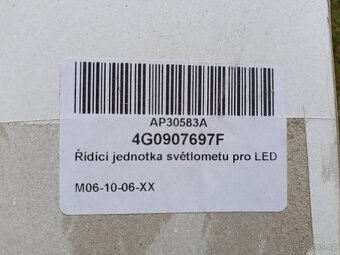 AP30583A
4G0907697F
Řídící jednotka světlometu pro LED
M06-10-06-XX